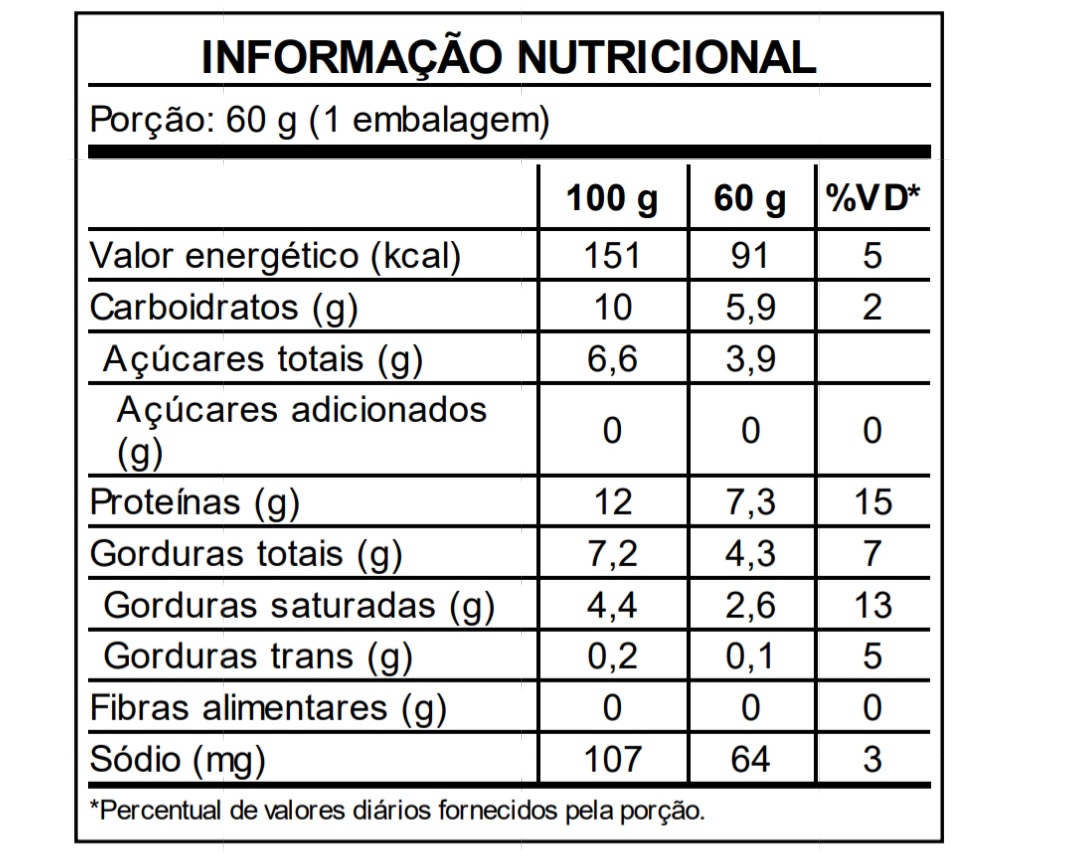 INFORMAÇÃO NUTRICIONAL
Porção: 60 g (1 embalagem)
100 g 60 g %VD*
Valor energético (kcal) 151 91 5
Carboidratos (g) 10 5,9 2
Açúcares totais (g) 6,6 3,9
Açúcares adicionados
(g) 0 0 0
Proteínas (g) 12 7,3 15
Gorduras totais (g) 7,2 4,3 7
Gorduras saturadas (g) 4,4 2,6 13
Gorduras trans (g) 0,2 0,1 5
Fibras alimentares (g) 0 0 0
Sódio (mg) 107 64 3
*Percentual de valores diários fornecidos pela porção.